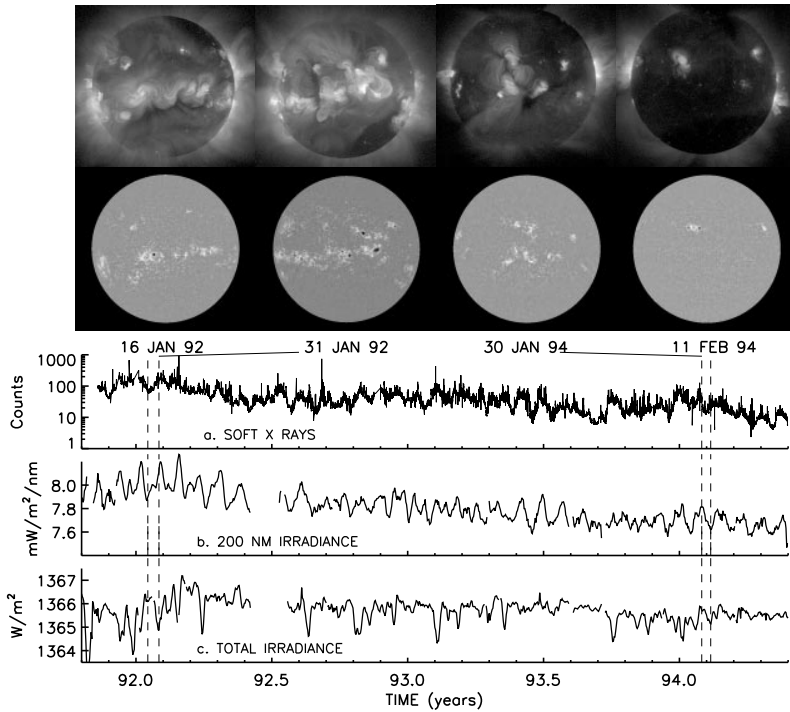 16 JAN 92 31 JAN 92 30 JAN 94 11 FEB 94
1000
100
10
1
Counts
a. SOFT X RAYS
8.0
7.8
7.6
mW/m²/nm
b. 200 NM IRRADIANCE
1367
1366
1365
1364
W/m²
c. TOTAL IRRADIANCE
92.0 92.5 93.0 93.5 94.0
TIME (years)